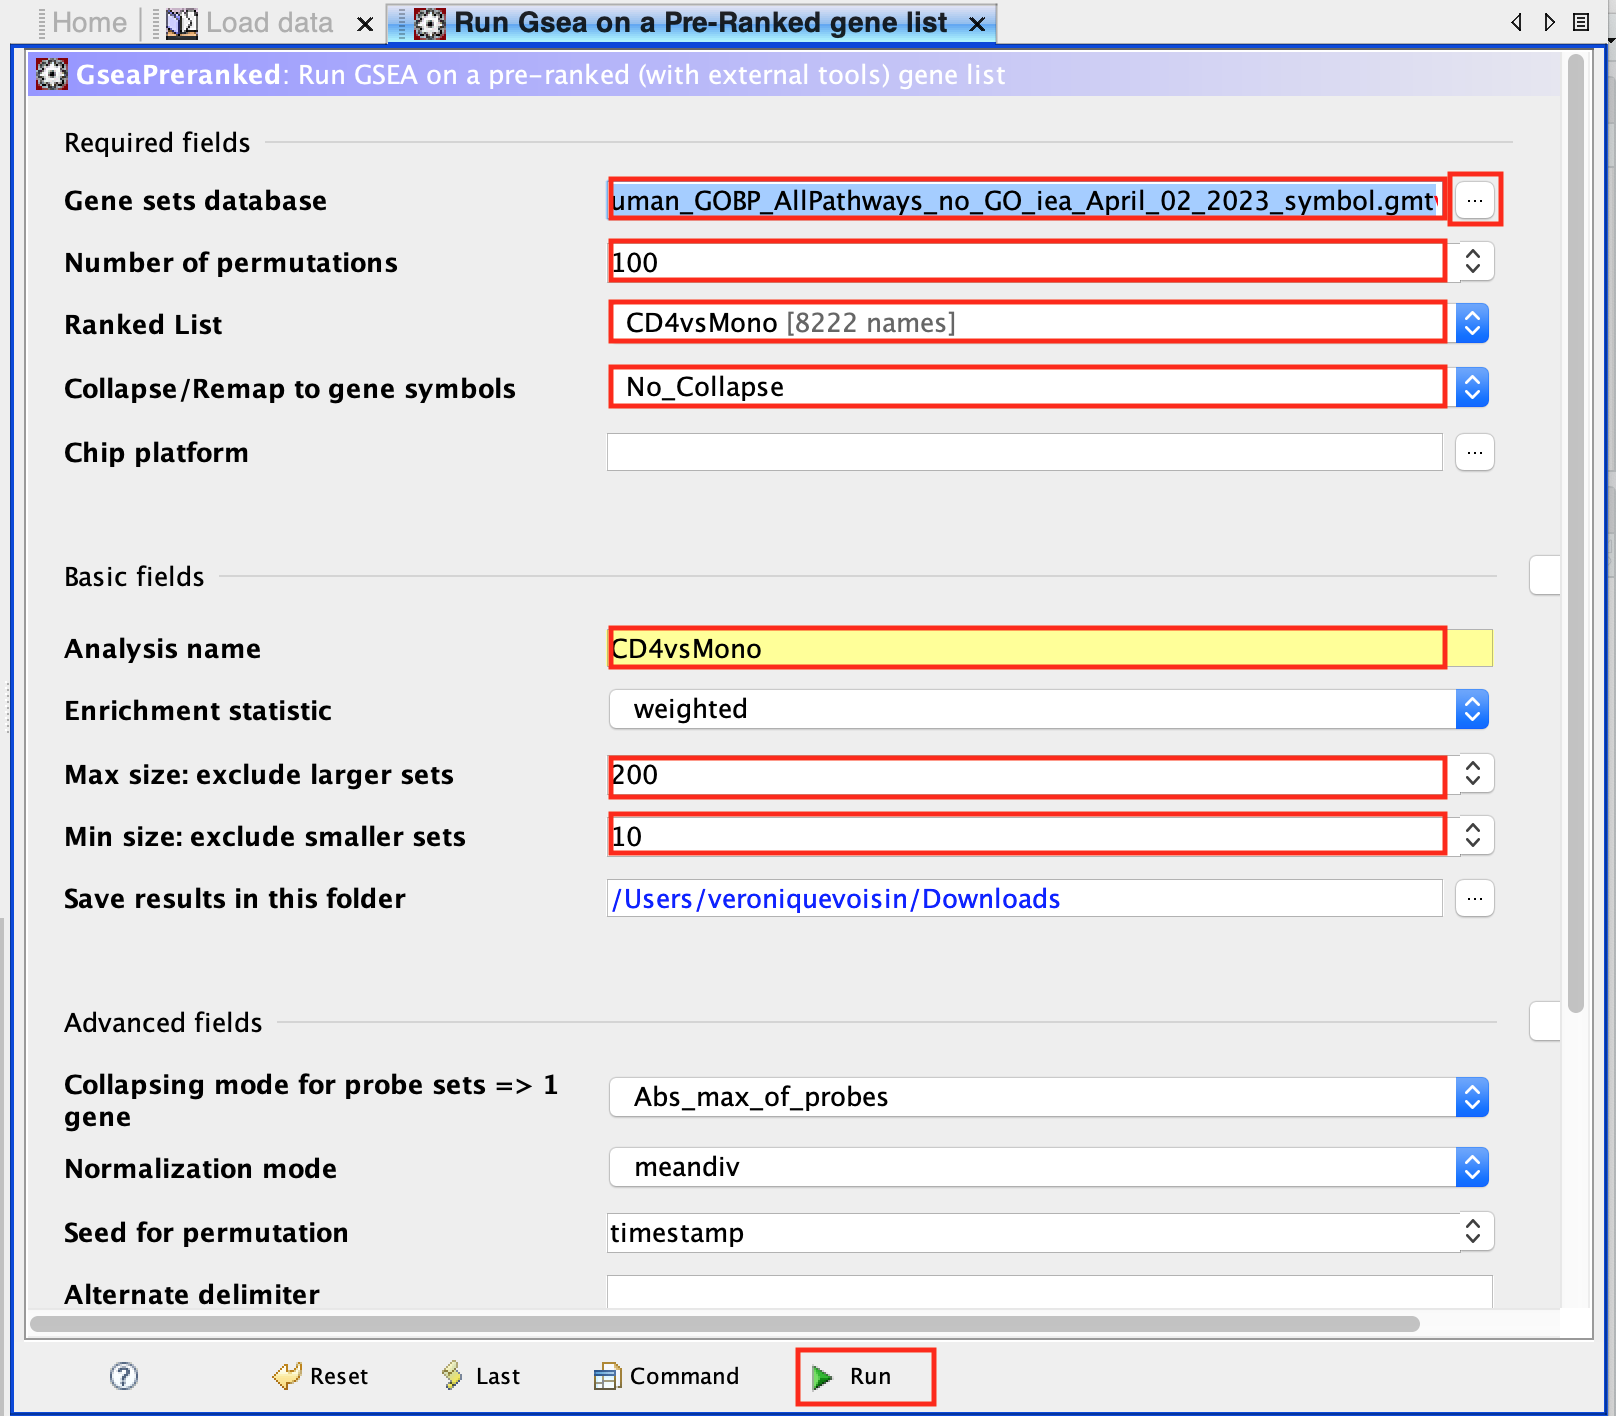 Home Load data Run Gsea on a Pre-Ranked gene list
GseaPreranked: Run GSEA on a pre-ranked (with external tools) gene list
Required fields
Gene sets database uman_GOBP_AllPathways_no_GO_iea_April_02_2023_symbol.gmt ...
Number of permutations 100
Ranked List CD4vsMono [8222 names]
Collapse/Remap to gene symbols No_Collapse
Chip platform ...
Basic fields
Analysis name CD4vsMono
Enrichment statistic weighted
Max size: exclude larger sets 200
Min size: exclude smaller sets 10
Save results in this folder /Users/veroniquevoisin/Downloads ...
Advanced fields
Collapsing mode for probe sets => 1
gene Abs_max_of_probes
Normalization mode meandiv
Seed for permutation timestamp
Alternate delimiter
? Reset Last Command Run